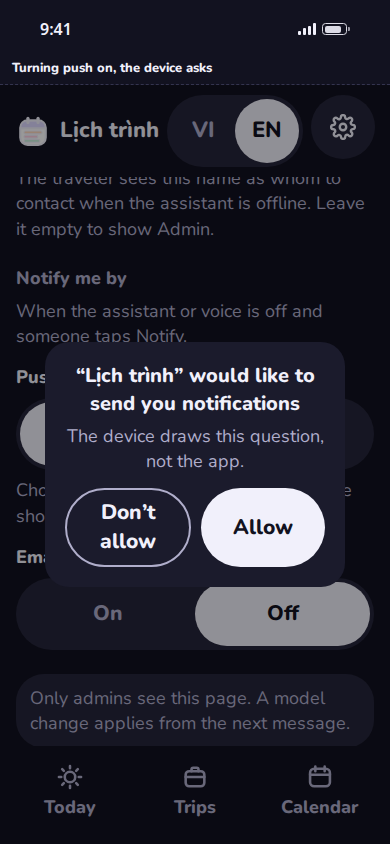 9:41
Turning push on, the device asks
Lịch trình
VI
EN
The traveler sees this name as whom to
contact when the assistant is offline. Leave
it empty to show Admin.
Notify me by
When the assistant or voice is off and
someone taps Notify.
“Lịch trình” would like to
send you notifications
The device draws this question,
not the app.
Don’t
allow
Allow
On
Off
Only admins see this page. A model
change applies from the next message.
Today
Trips
Calendar